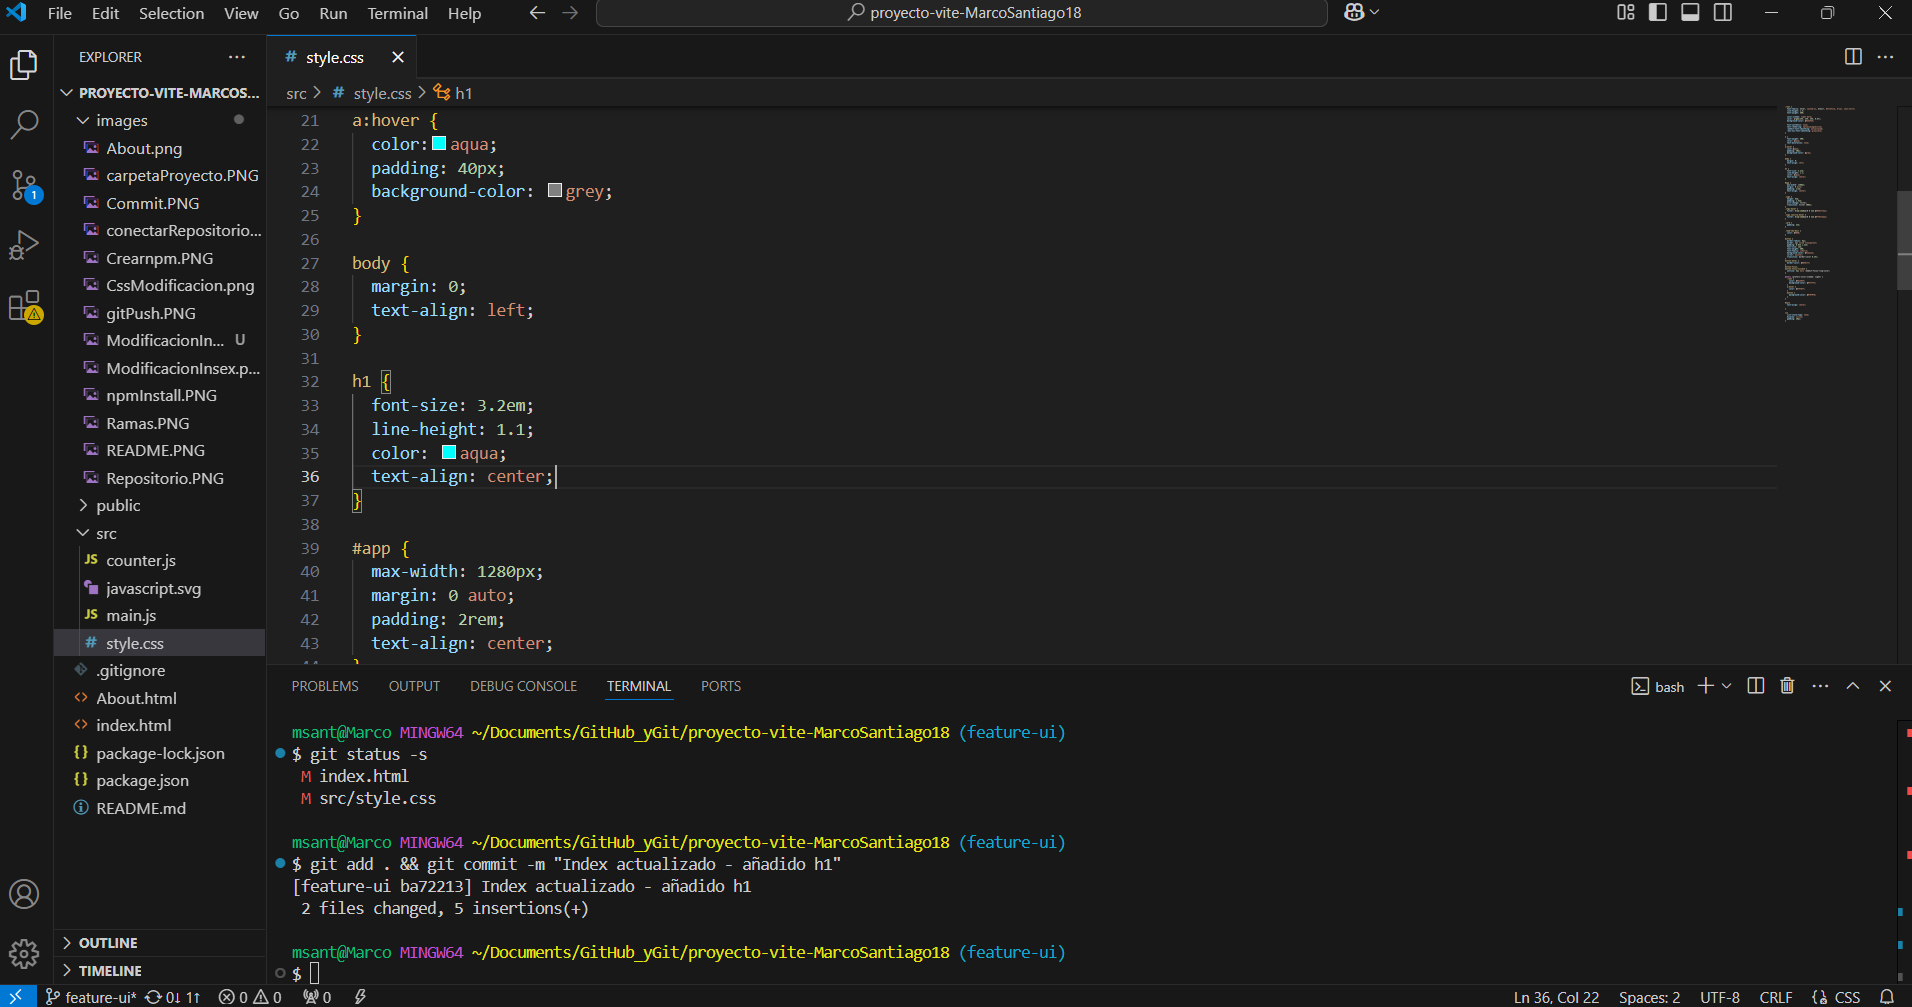 File Edit Selection View Go Run Terminal Help
proyecto-vite-MarcoSantiago18
EXPLORER
PROYECTO-VITE-MARCOS...
images
About.png
carpetaProyecto.PNG
Commit.PNG
conectarRepositorio...
Crearnpm.PNG
CssModificacion.png
gitPush.PNG
ModificacionIn... U
ModificacionInsex.p...
npmInstall.PNG
Ramas.PNG
README.PNG
Repositorio.PNG
public
src
JS counter.js
javascript.svg
JS main.js
# style.css
.gitignore
<> About.html
<> index.html
{} package-lock.json
{} package.json
README.md
OUTLINE
TIMELINE
1
# style.css
src > # style.css > h1
21 a:hover {
22 color: aqua;
23 padding: 40px;
24 background-color: grey;
25 }
26
27 body {
28 margin: 0;
29 text-align: left;
30 }
31
32 h1 {
33 font-size: 3.2em;
34 line-height: 1.1;
35 color: aqua;
36 text-align: center;
37 }
38
39 #app {
40 max-width: 1280px;
41 margin: 0 auto;
42 padding: 2rem;
43 text-align: center;
PROBLEMS OUTPUT DEBUG CONSOLE TERMINAL PORTS
bash
msant@Marco MINGW64 ~/Documents/GitHub_yGit/proyecto-vite-MarcoSantiago18 (feature-ui)
$ git status -s
M index.html
M src/style.css
msant@Marco MINGW64 ~/Documents/GitHub_yGit/proyecto-vite-MarcoSantiago18 (feature-ui)
$ git add . && git commit -m "Index actualizado - añadido h1"
[feature-ui ba72213] Index actualizado - añadido h1
2 files changed, 5 insertions(+)
msant@Marco MINGW64 ~/Documents/GitHub_yGit/proyecto-vite-MarcoSantiago18 (feature-ui)
$
feature-ui* 0↓ 1↑ 0 0 0
Ln 36, Col 22 Spaces: 2 UTF-8 CRLF {} CSS